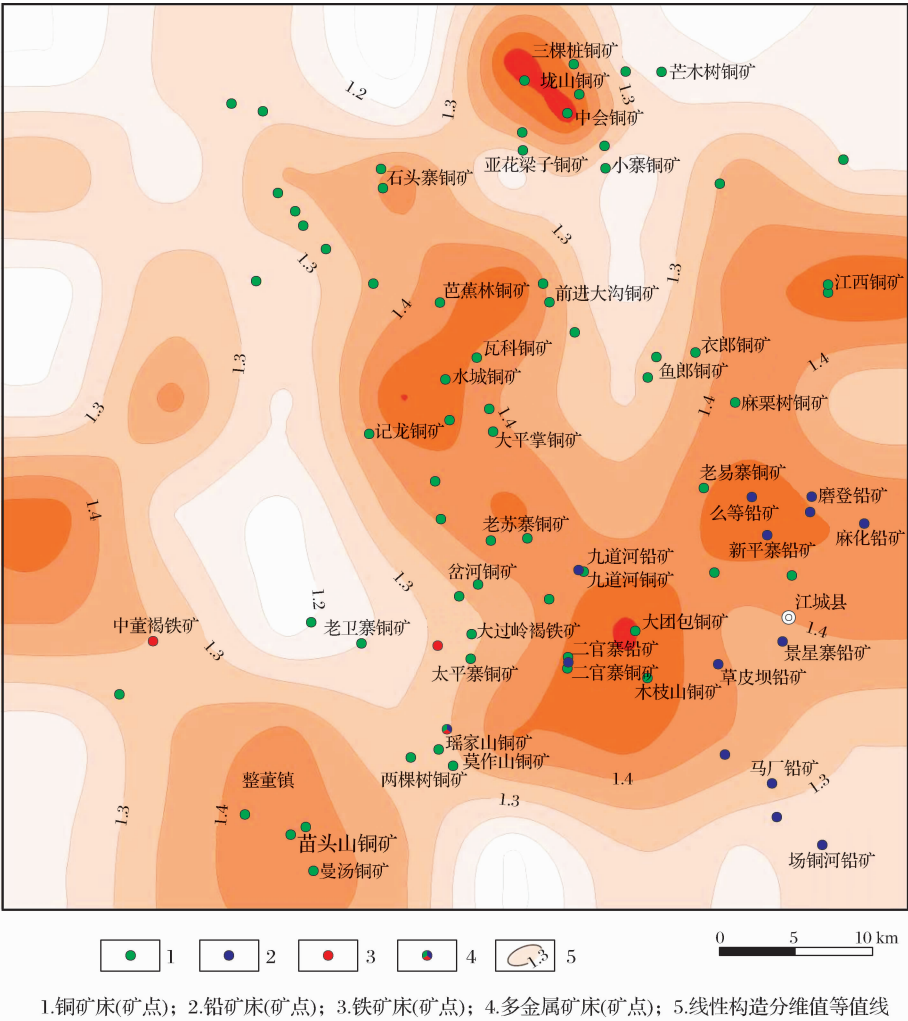 三棵桩铜矿
垅山铜矿
芒木树铜矿
1.2
1.3
1.3
中会铜矿
亚花梁子铜矿
小寨铜矿
石头寨铜矿
1.3
1.3
1.3
1.4
芭蕉林铜矿
前进大沟铜矿
江西铜矿
瓦科铜矿
衣郎铜矿
1.3
1.4
水城铜矿
鱼郎铜矿
1.3
1.4
1.4
麻栗树铜矿
记龙铜矿
大平掌铜矿
老易寨铜矿
1.4
么等铅矿
磨登铅矿
老苏寨铜矿
新平寨铅矿
麻化铅矿
九道河铅矿
岔河铜矿
九道河铜矿
1.3
1.2
江城县
中董褐铁矿
老卫寨铜矿
大过岭褐铁矿
大团包铜矿
1.4
1.3
二官寨铅矿
景星寨铅矿
太平寨铜矿
二官寨铜矿
草皮坝铅矿
木枝山铜矿
瑶家山铜矿
莫作山铜矿
两棵树铜矿
整董镇
1.4
马厂铅矿
1.3
1.3
1.3
1.4
苗头山铜矿
场铜河铅矿
曼汤铜矿
1 2 3 4 1.3 5
0 5 10 km
1.铜矿床(矿点)；2.铅矿床(矿点)；3.铁矿床(矿点)；4.多金属矿床(矿点)；5.线性构造分维值等值线